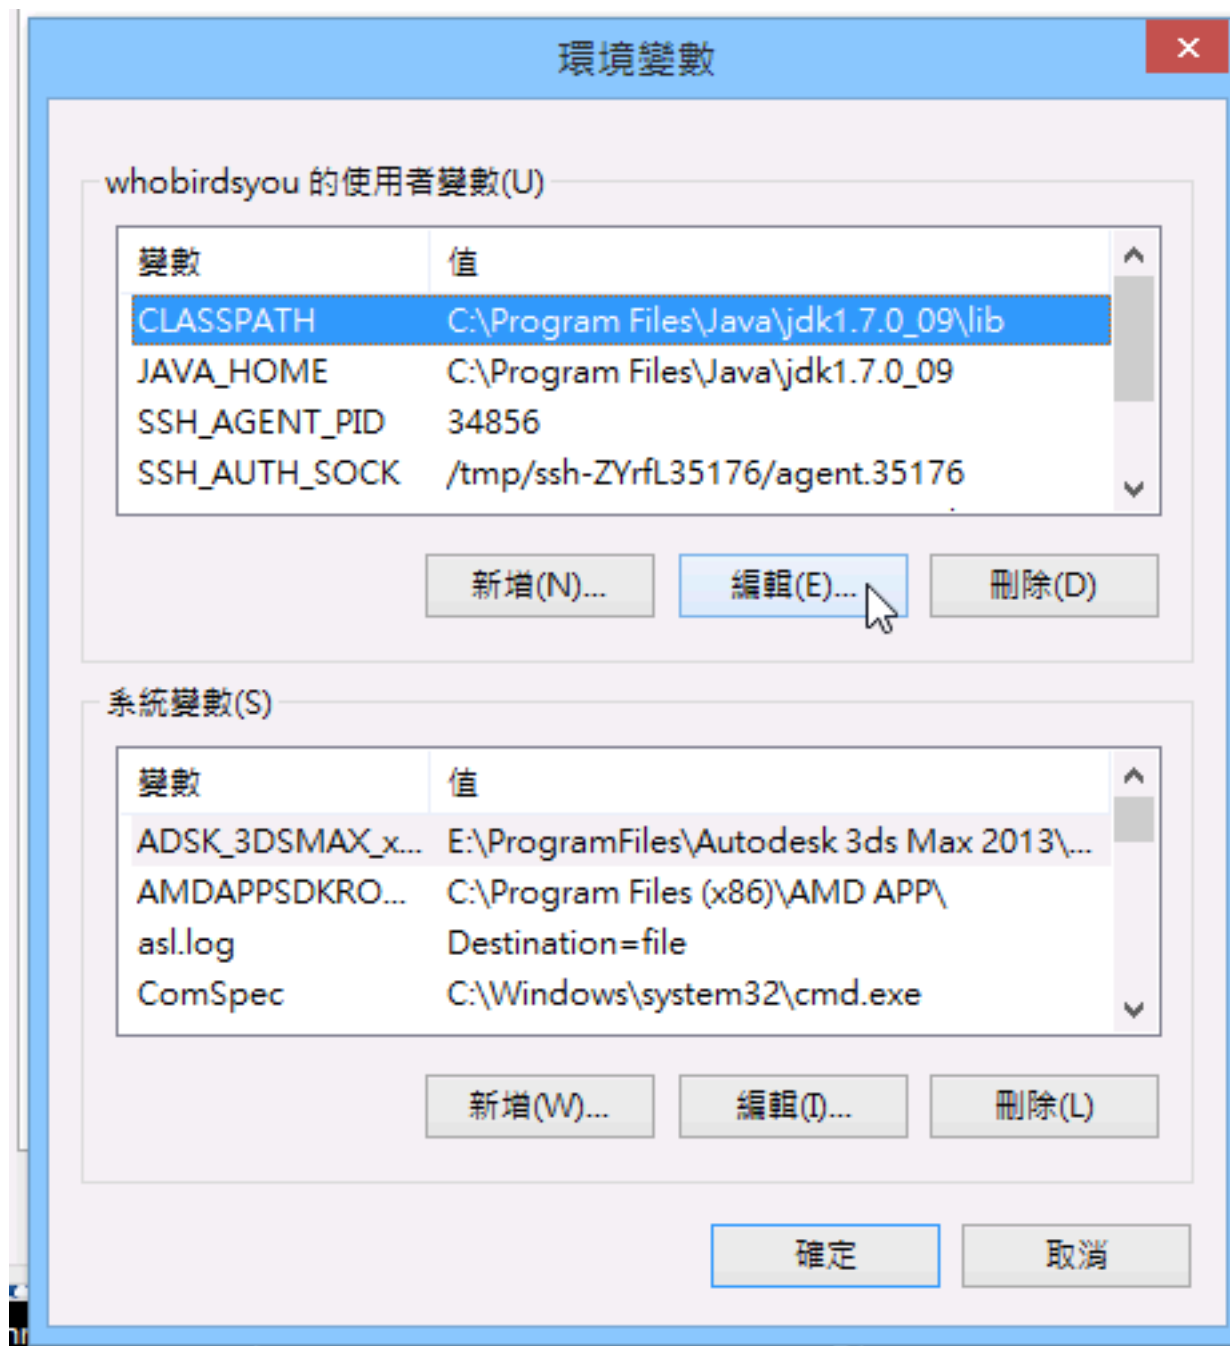 環境變數
whobirdsyou 的使用者變數(U)
變數 值
CLASSPATH C:\Program Files\Java\jdk1.7.0_09\lib
JAVA_HOME C:\Program Files\Java\jdk1.7.0_09
SSH_AGENT_PID 34856
SSH_AUTH_SOCK /tmp/ssh-ZYrfL35176/agent.35176
新增(N)... 編輯(E)... 刪除(D)
系統變數(S)
變數 值
ADSK_3DSMAX_x... E:\ProgramFiles\Autodesk 3ds Max 2013\...
AMDAPPSDKRO... C:\Program Files (x86)\AMD APP\
asl.log Destination=file
ComSpec C:\Windows\system32\cmd.exe
新增(W)... 編輯(I)... 刪除(L)
確定 取消